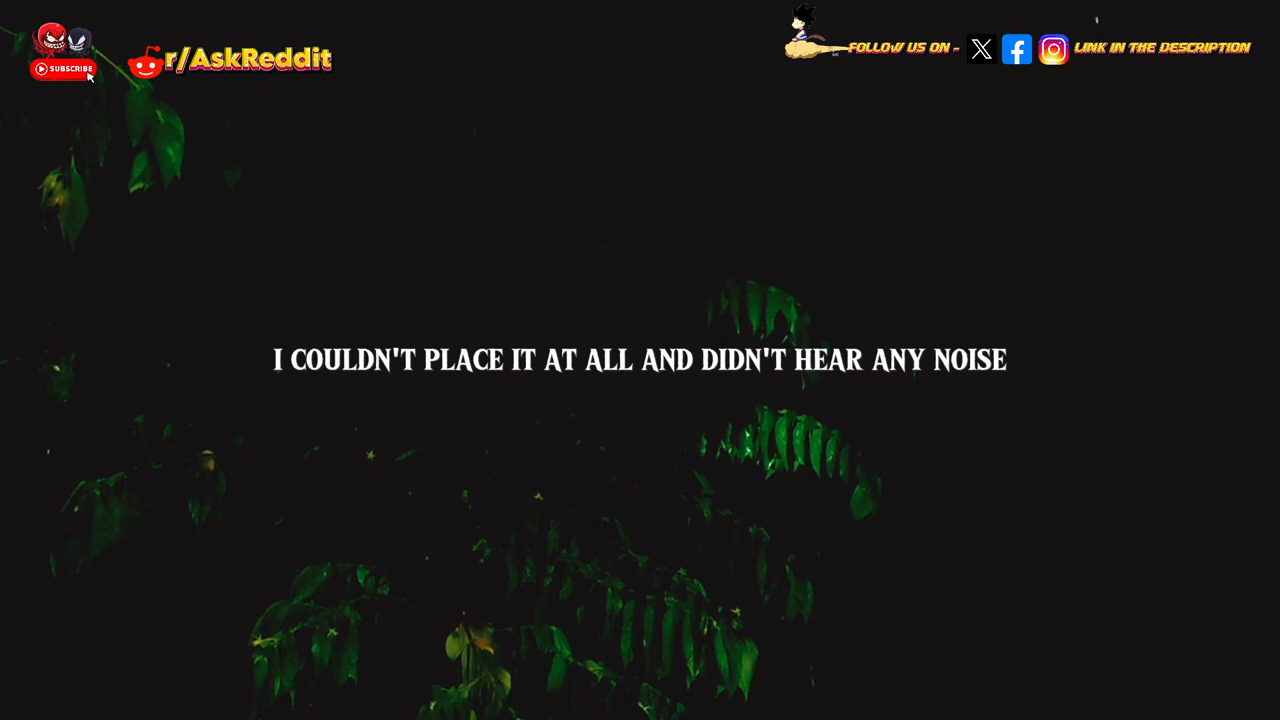 SUBSCRIBE
r/AskReddit
FOLLOW US ON -
LINK IN THE DESCRIPTION
I COULDN'T PLACE IT AT ALL AND DIDN'T HEAR ANY NOISE